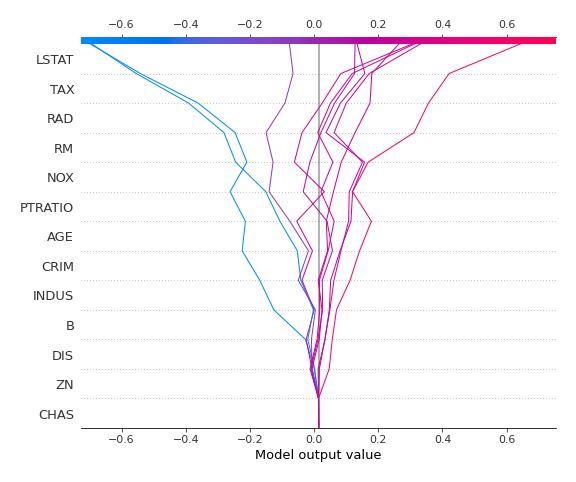 −0.6 −0.4 −0.2 0.0 0.2 0.4 0.6
LSTAT
TAX
RAD
RM
NOX
PTRATIO
AGE
CRIM
INDUS
B
DIS
ZN
CHAS
−0.6 −0.4 −0.2 0.0 0.2 0.4 0.6
Model output value